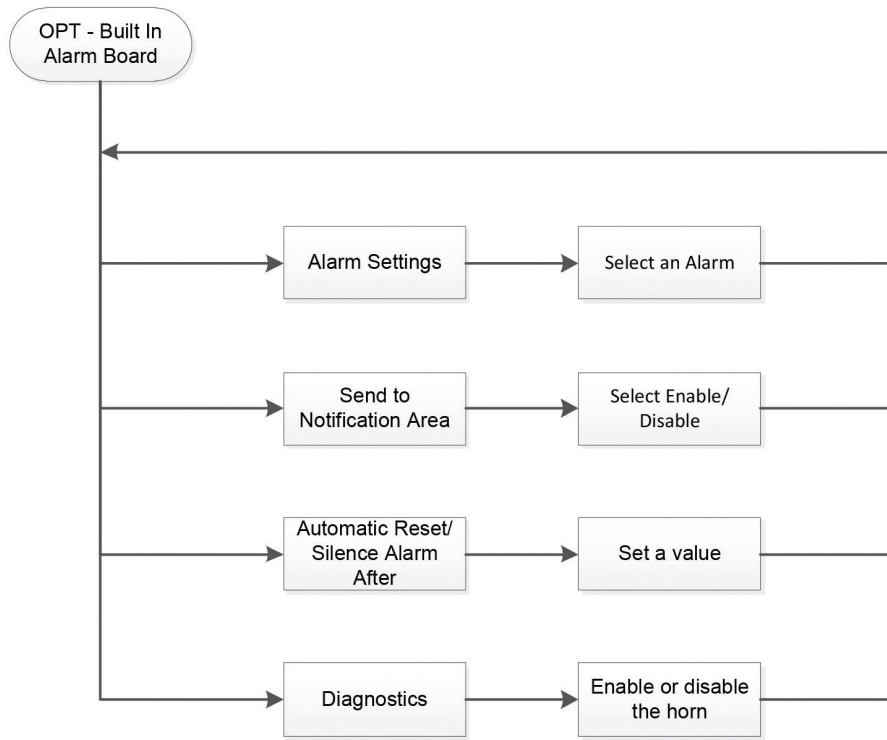 OPT - Built In
Alarm Board
Alarm Settings
Select an Alarm
Send to
Notification Area
Select Enable/
Disable
Automatic Reset/
Silence Alarm
After
Set a value
Diagnostics
Enable or disable
the horn